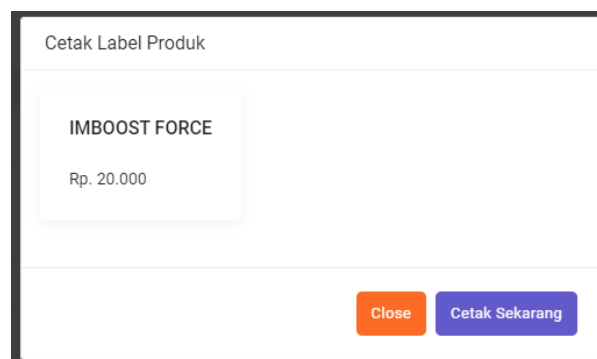 Cetak Label Produk
IMBOOST FORCE
Rp. 20.000
Close
Cetak Sekarang